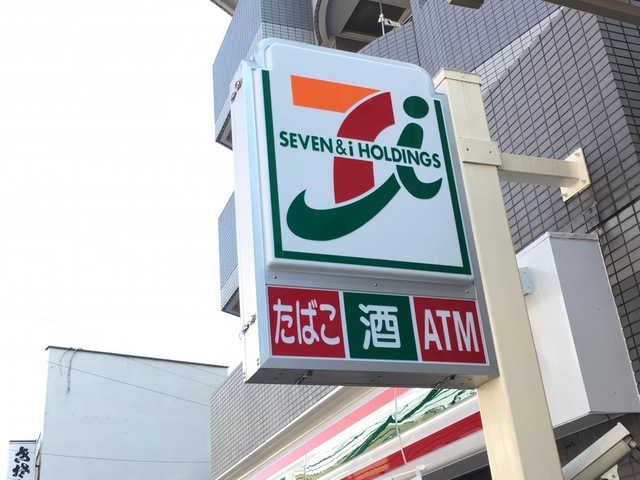 SEVEN & i HOLDINGS
たばこ 酒 ATM